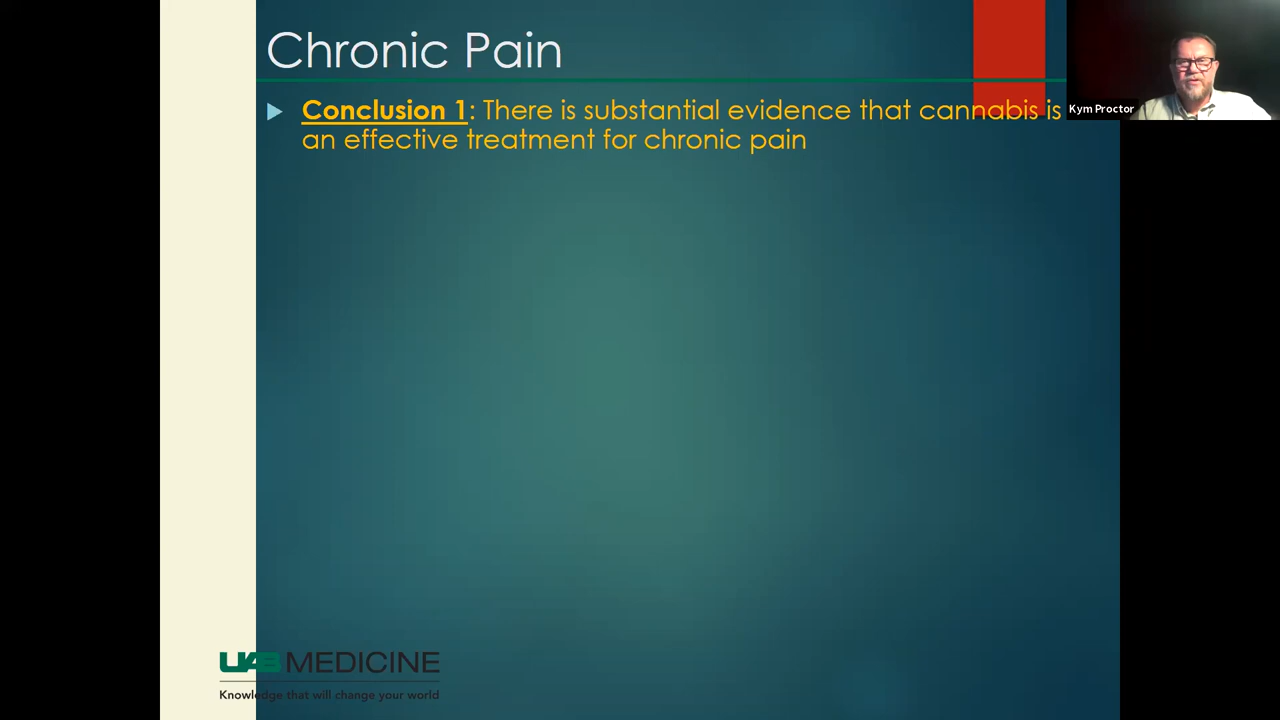 Chronic Pain
Conclusion 1: There is substantial evidence that cannabis is
an effective treatment for chronic pain
Kym Proctor
UAB MEDICINE
Knowledge that will change your world